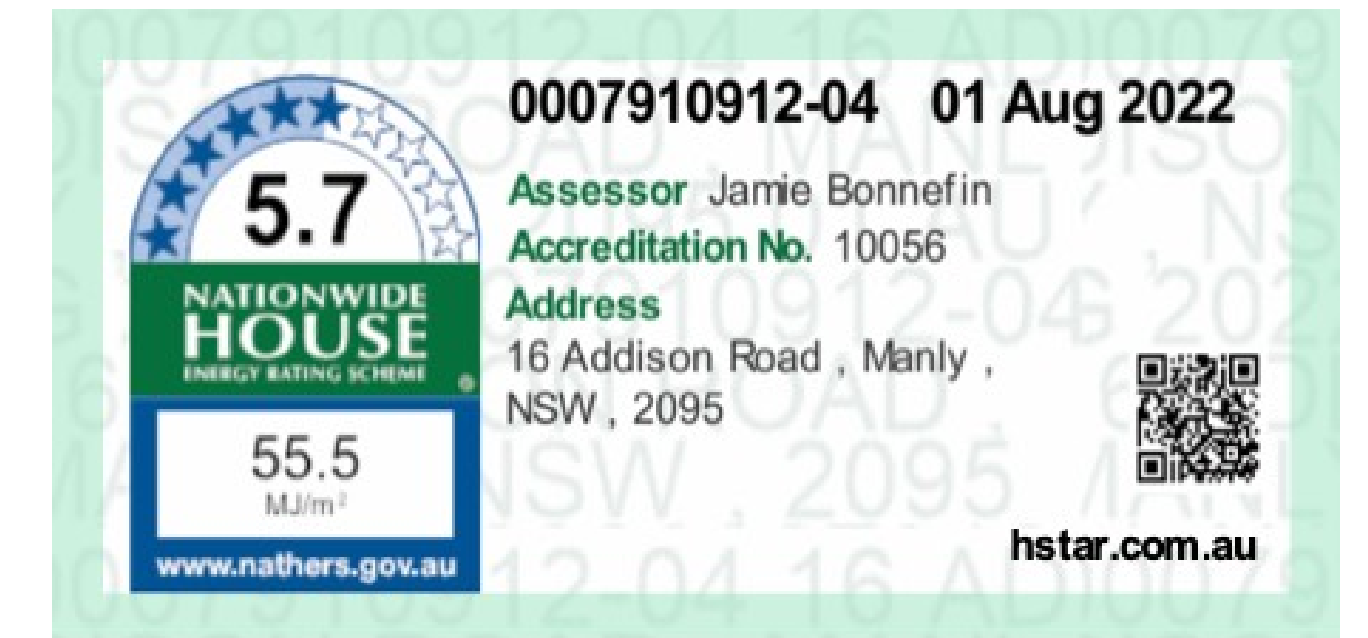 0007910912-04 01 Aug 2022
5.7
NATIONWIDE
HOUSE
ENERGY RATING SCHEME
®
55.5
MJ/m²
www.nathers.gov.au
Assessor Jamie Bonnefin
Accreditation No. 10056
Address
16 Addison Road , Manly ,
NSW , 2095
hstar.com.au